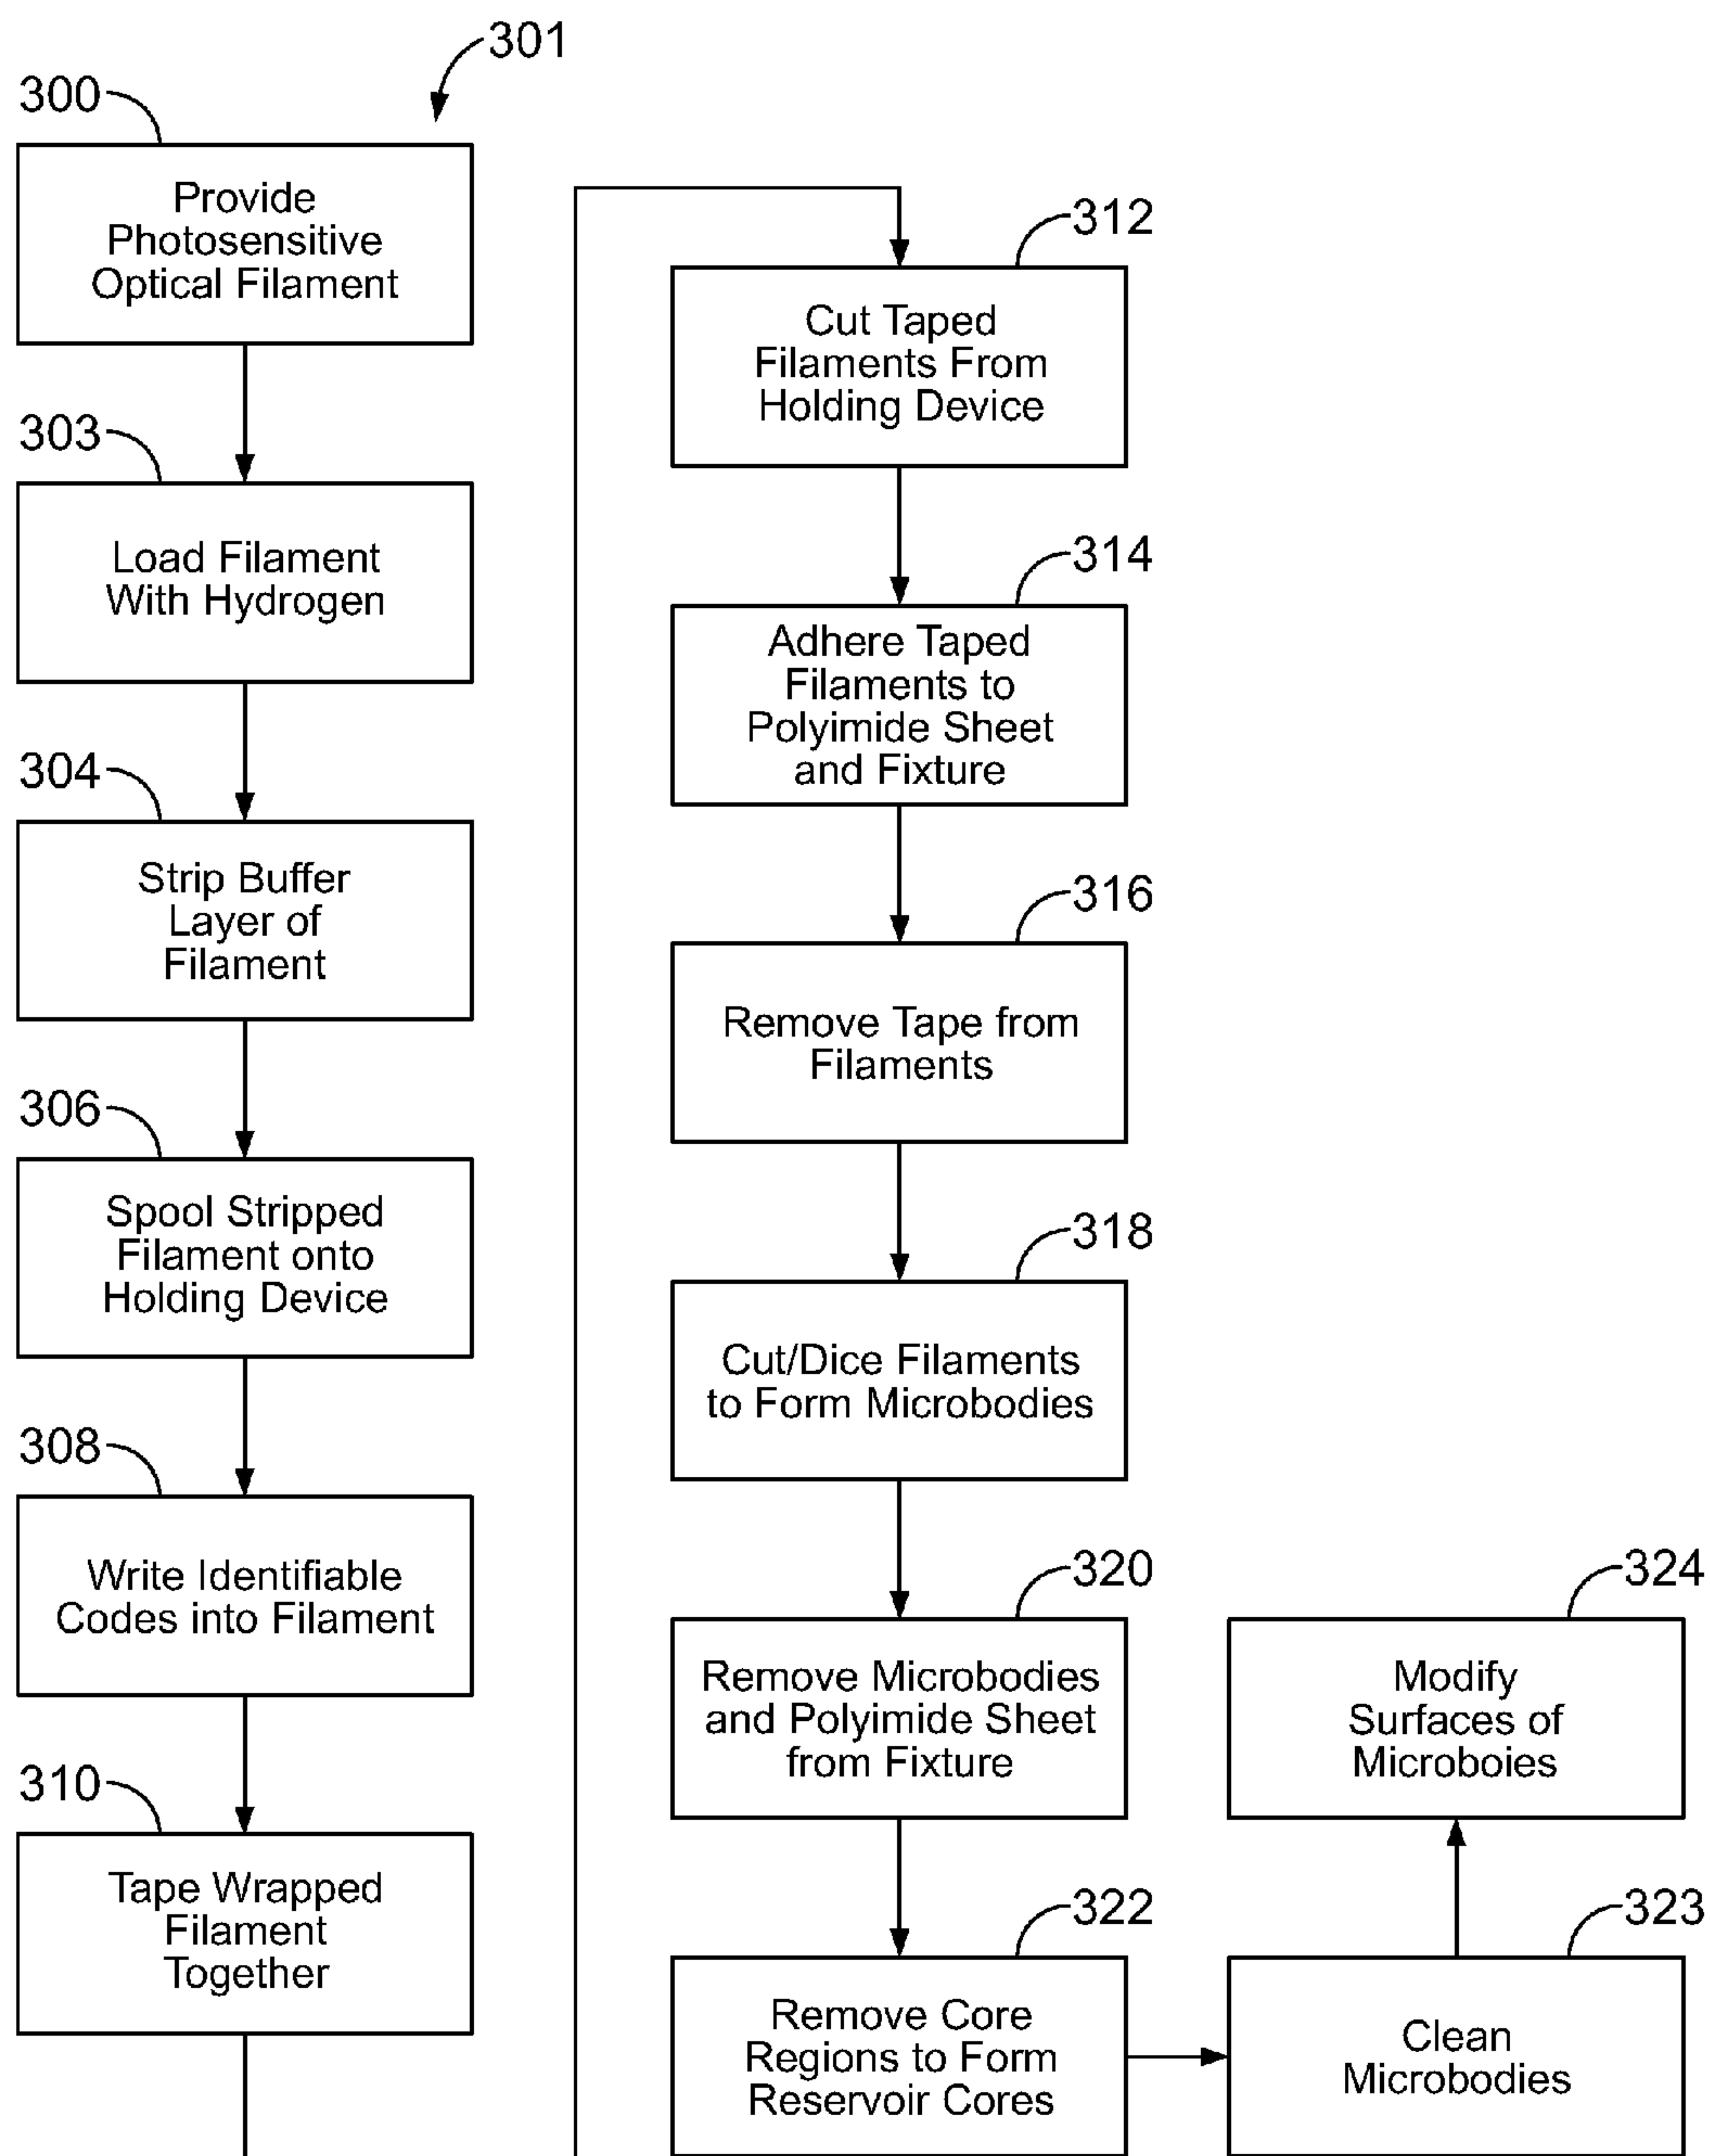 301
300
Provide
Photosensitive
Optical Filament
303
Load Filament
With Hydrogen
304
Strip Buffer
Layer of
Filament
306
Spool Stripped
Filament onto
Holding Device
308
Write Identifiable
Codes into Filament
310
Tape Wrapped
Filament
Together
312
Cut Taped
Filaments From
Holding Device
314
Adhere Taped
Filaments to
Polyimide Sheet
and Fixture
316
Remove Tape from
Filaments
318
Cut/Dice Filaments
to Form Microbodies
320
Remove Microbodies
and Polyimide Sheet
from Fixture
322
Remove Core
Regions to Form
Reservoir Cores
323
Clean
Microbodies
324
Modify
Surfaces of
Microboies